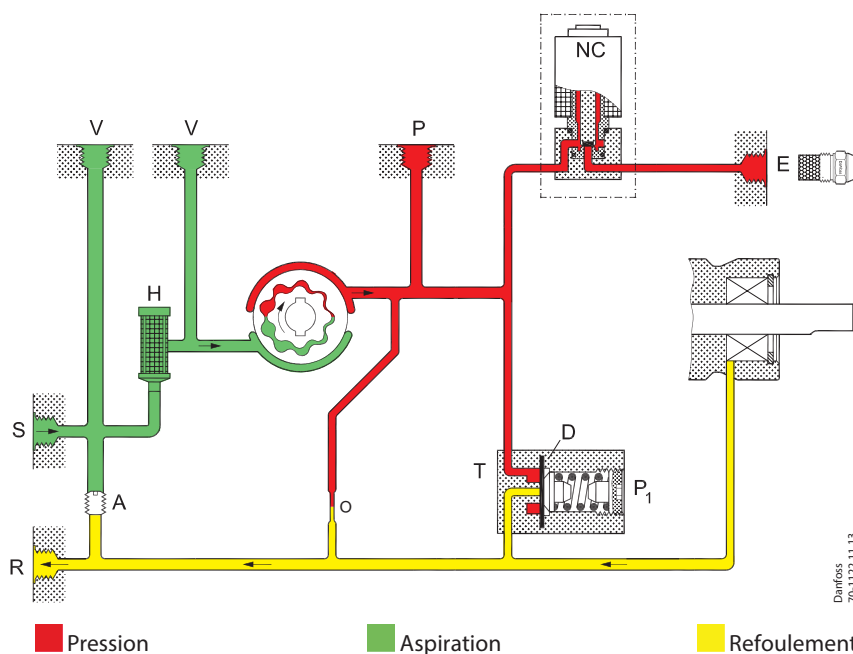 NC
V V P
E
H
S
D
T
P1
A
O
R
Danfoss
70-1122.11.13
Pression Aspiration Refoulement